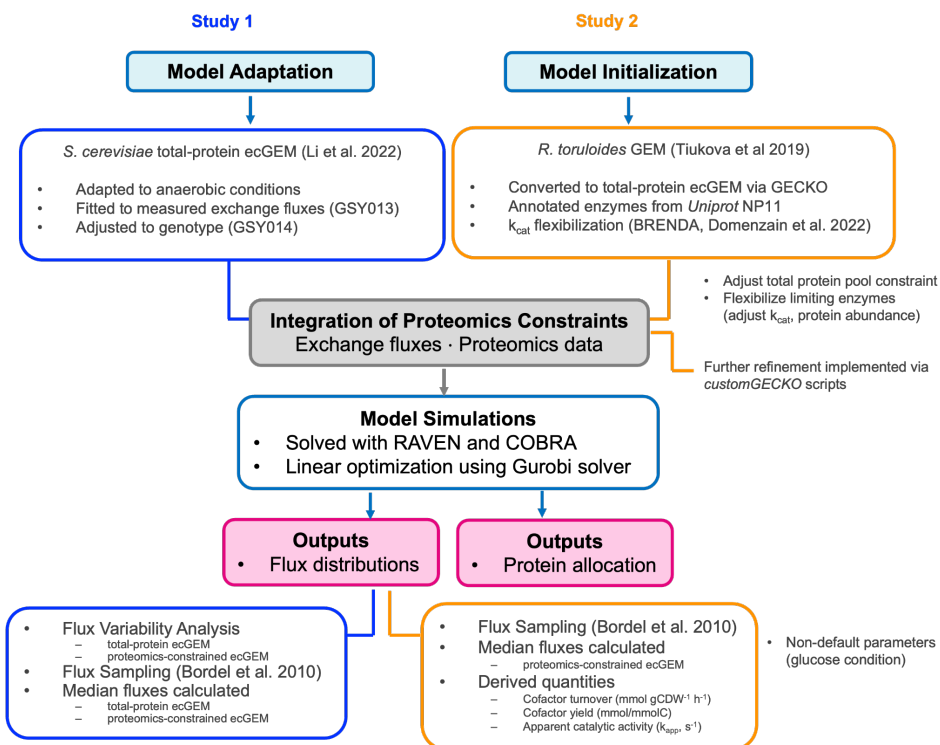 Study 1
Study 2
Model Adaptation
Model Initialization
S. cerevisiae total-protein ecGEM (Li et al. 2022)
• Adapted to anaerobic conditions
• Fitted to measured exchange fluxes (GSY013)
• Adjusted to genotype (GSY014)
R. toruloides GEM (Tiukova et al 2019)
• Converted to total-protein ecGEM via GECKO
• Annotated enzymes from Uniprot NP11
• kcat flexibilization (BRENDA, Domenzain et al. 2022)
• Adjust total protein pool constraint
• Flexibilize limiting enzymes
(adjust kcat, protein abundance)
Integration of Proteomics Constraints
Exchange fluxes · Proteomics data
Further refinement implemented via
customGECKO scripts
Model Simulations
• Solved with RAVEN and COBRA
• Linear optimization using Gurobi solver
Outputs
• Flux distributions
Outputs
• Protein allocation
• Flux Variability Analysis
– total-protein ecGEM
– proteomics-constrained ecGEM
• Flux Sampling (Bordel et al. 2010)
• Median fluxes calculated
– total-protein ecGEM
– proteomics-constrained ecGEM
• Flux Sampling (Bordel et al. 2010)
• Median fluxes calculated
– proteomics-constrained ecGEM
• Derived quantities
– Cofactor turnover (mmol gCDW⁻¹ h⁻¹)
– Cofactor yield (mmol/mmolC)
– Apparent catalytic activity (kapp, s⁻¹)
• Non-default parameters
(glucose condition)